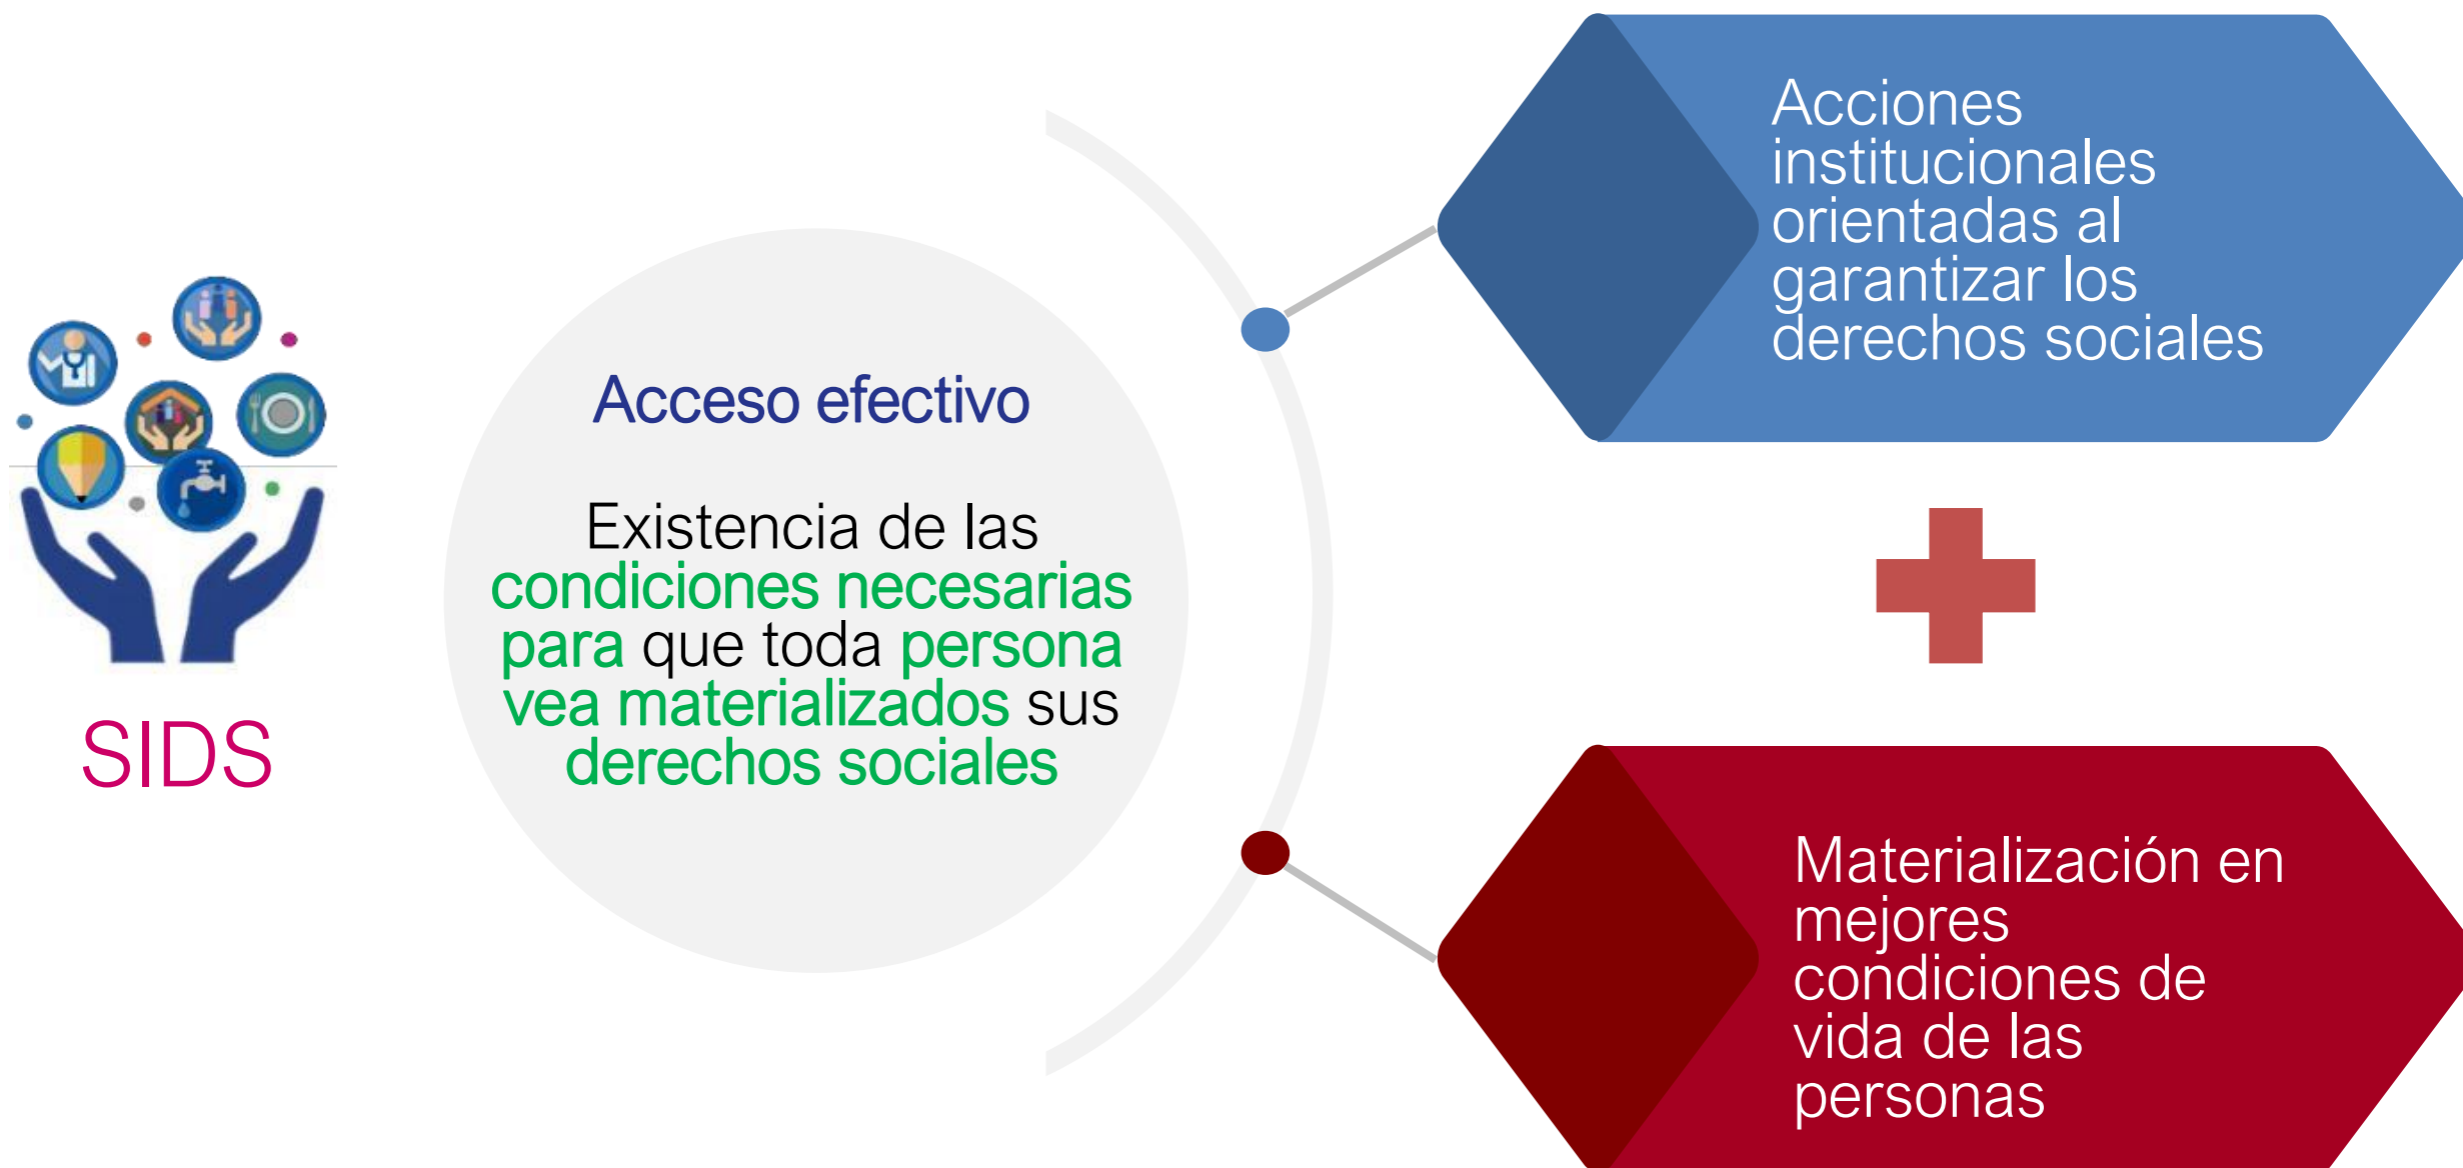 SIDS
Acceso efectivo
Existencia de las
condiciones necesarias
para que toda persona
vea materializados sus
derechos sociales
Acciones
institucionales
orientadas al
garantizar los
derechos sociales
Materialización en
mejores
condiciones de
vida de las
personas